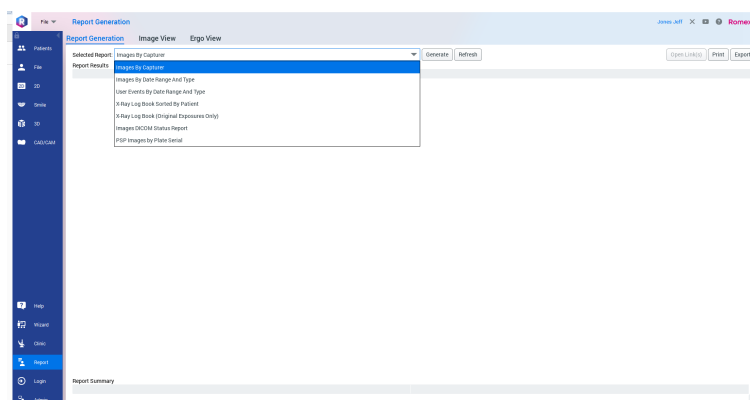 File
Report Generation
Jones Jeff
Romex
Report Generation Image View Ergo View
Patients
Selected Report: Images By Capturer
Generate Refresh
Open Link(s) Print Export
Report Results
Images By Capturer
File
Images By Date Range And Type
2D
2D
User Events By Date Range And Type
Smile
X-Ray Log Book Sorted By Patient
X-Ray Log Book (Original Exposures Only)
3D
Images DICOM Status Report
PSP Images by Plate Serial
CAD/CAM
Help
Wizard
Clinic
Report
Login
Report Summary
Admin